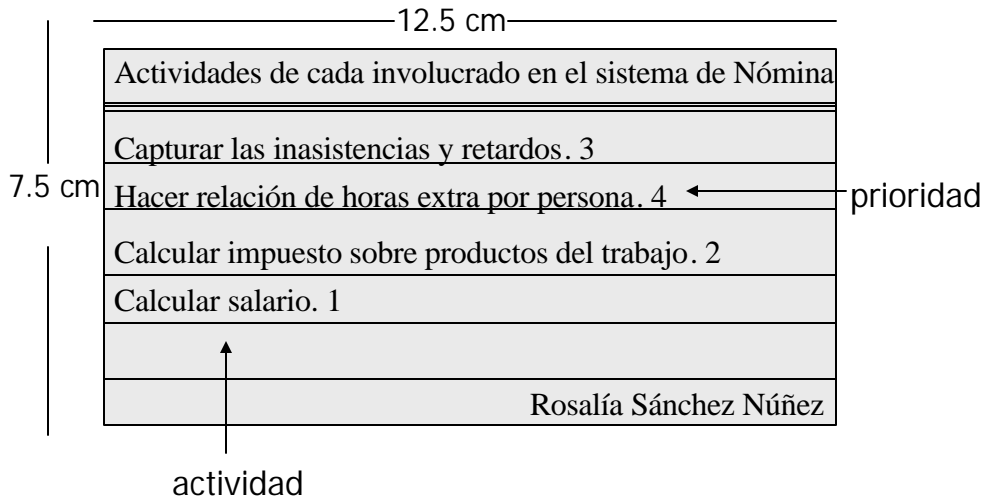 12.5 cm
Actividades de cada involucrado en el sistema de Nómina
Capturar las inasistencias y retardos. 3
7.5 cm
Hacer relación de horas extra por persona. 4
prioridad
Calcular impuesto sobre productos del trabajo. 2
Calcular salario. 1
Rosalía Sánchez Núñez
actividad